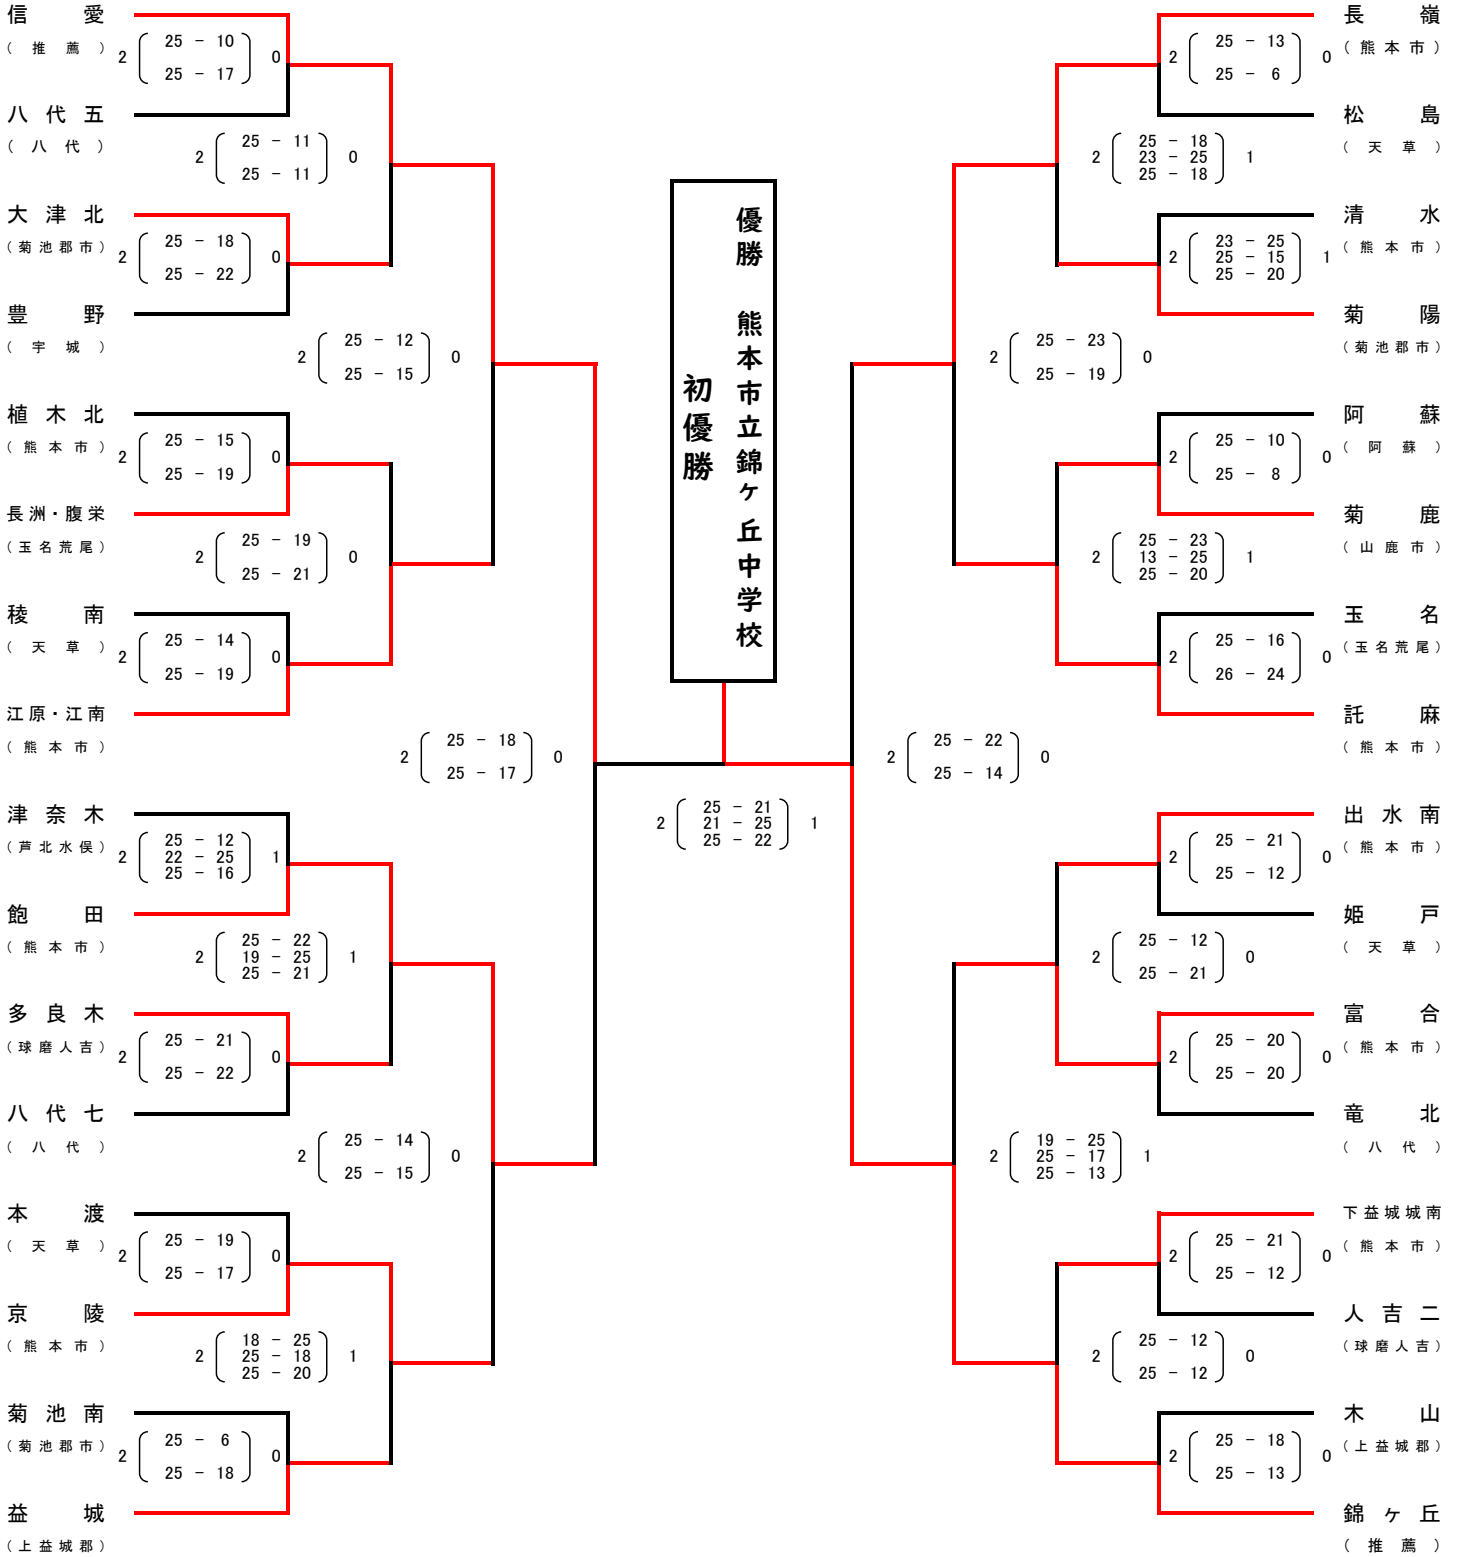 信愛
（推薦）
2 25 － 10 0
25 － 17
八代五
（八代）
2 25 － 11 0
25 － 11
大津北
（菊池郡市）
2 25 － 18 0
25 － 22
豊野
（宇城）
2 25 － 12 0
25 － 15
植木北
（熊本市）
2 25 － 15 0
25 － 19
長洲・腹栄
（玉名荒尾）
2 25 － 19 0
25 － 21
稜南
（天草）
2 25 － 14 0
25 － 19
江原・江南
（熊本市）
2 25 － 18 0
25 － 17
津奈木
（芦北水俣）
2 25 － 12 1
22 － 25
25 － 16
飽田
（熊本市）
2 25 － 22 1
19 － 25
25 － 21
多良木
（球磨人吉）
2 25 － 21 0
25 － 22
八代七
（八代）
2 25 － 14 0
25 － 15
本渡
（天草）
2 25 － 19 0
25 － 17
京陵
（熊本市）
2 18 － 25 1
25 － 18
25 － 20
菊池南
（菊池郡市）
2 25 － 6 0
25 － 18
益城
（上益城郡）
優勝 熊本市立錦ヶ丘中学校
初優勝
2 25 － 21 1
21 － 25
25 － 22
長嶺
（熊本市）
2 25 － 13 0
25 － 6
松島
（天草）
2 25 － 18 1
23 － 25
25 － 18
清水
（熊本市）
2 23 － 25 1
25 － 15
25 － 20
菊陽
（菊池郡市）
2 25 － 23 0
25 － 19
阿蘇
（阿蘇）
2 25 － 10 0
25 － 8
菊鹿
（山鹿市）
2 25 － 23 1
13 － 25
25 － 20
玉名
（玉名荒尾）
2 25 － 16 0
26 － 24
託麻
（熊本市）
2 25 － 22 0
25 － 14
出水南
（熊本市）
2 25 － 21 0
25 － 12
姫戸
（天草）
2 25 － 12 0
25 － 21
富合
（熊本市）
2 25 － 20 0
25 － 20
竜北
（八代）
2 19 － 25 1
25 － 17
25 － 13
下益城城南
（熊本市）
2 25 － 21 0
25 － 12
人吉二
（球磨人吉）
2 25 － 12 0
25 － 12
木山
（上益城郡）
2 25 － 18 0
25 － 13
錦ヶ丘
（推薦）